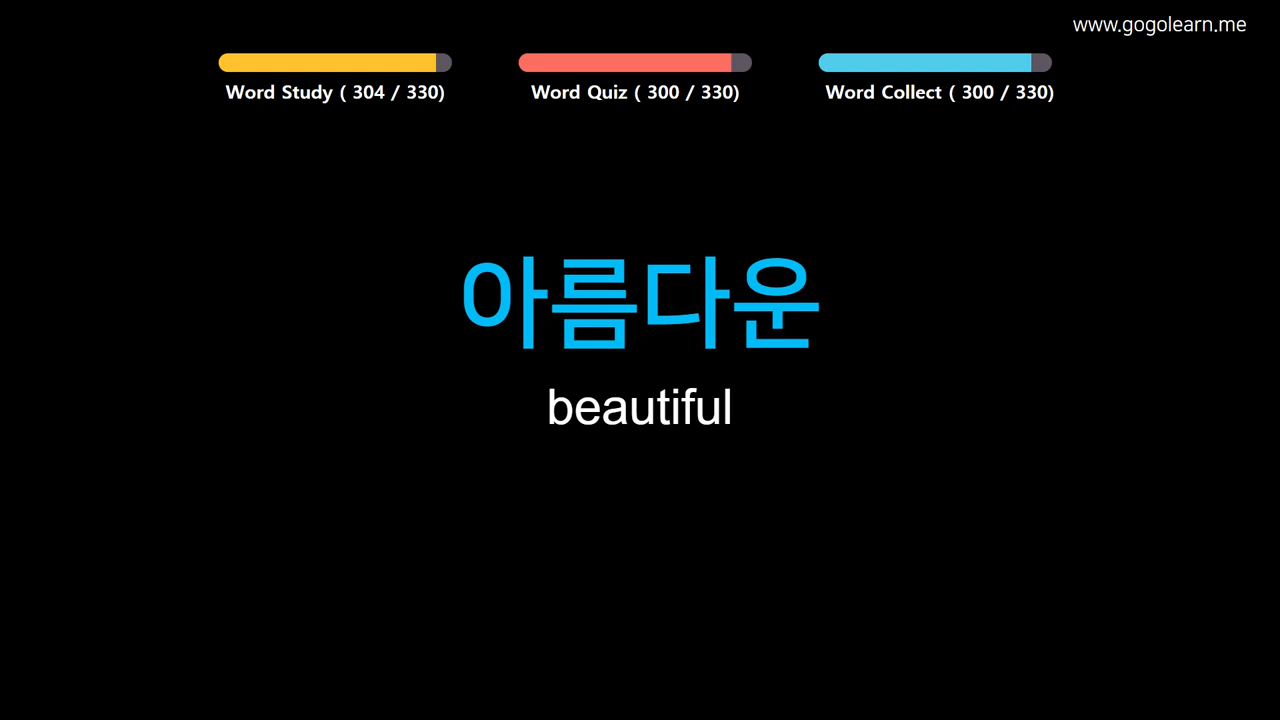 www.gogolearn.me
Word Study ( 304 / 330)
Word Quiz ( 300 / 330)
Word Collect ( 300 / 330)
아름다운
beautiful